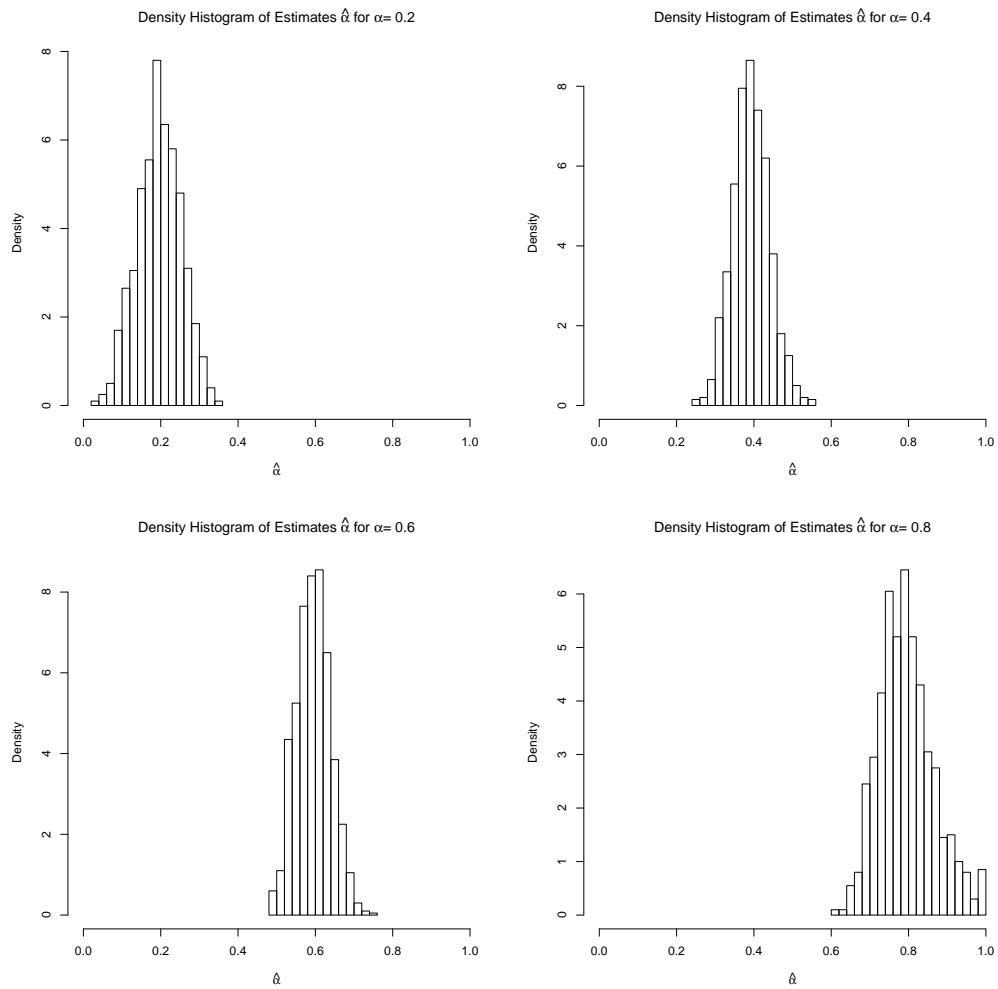 Density Histogram of Estimates α̂ for α= 0.2
Density
0 2 4 6 8
0.0 0.2 0.4 0.6 0.8 1.0
α̂
Density Histogram of Estimates α̂ for α= 0.4
Density
0 2 4 6 8
0.0 0.2 0.4 0.6 0.8 1.0
α̂
Density Histogram of Estimates α̂ for α= 0.6
Density
0 2 4 6 8
0.0 0.2 0.4 0.6 0.8 1.0
α̂
Density Histogram of Estimates α̂ for α= 0.8
Density
0 1 2 3 4 5 6
0.0 0.2 0.4 0.6 0.8 1.0
α̂